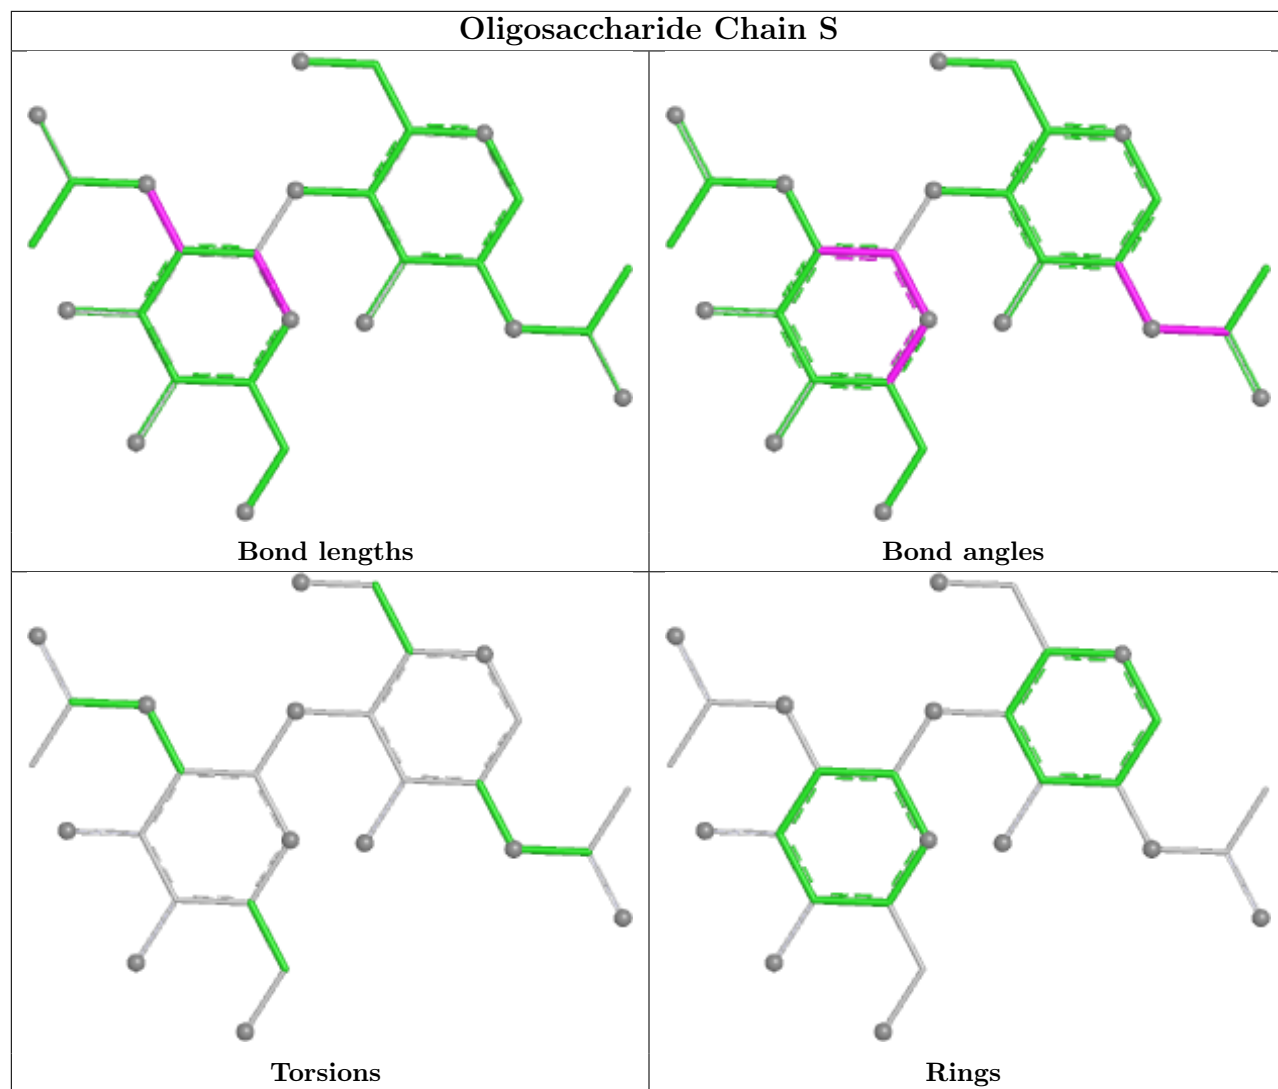 Oligosaccharide Chain S
Bond lengths
Bond angles
Torsions
Rings